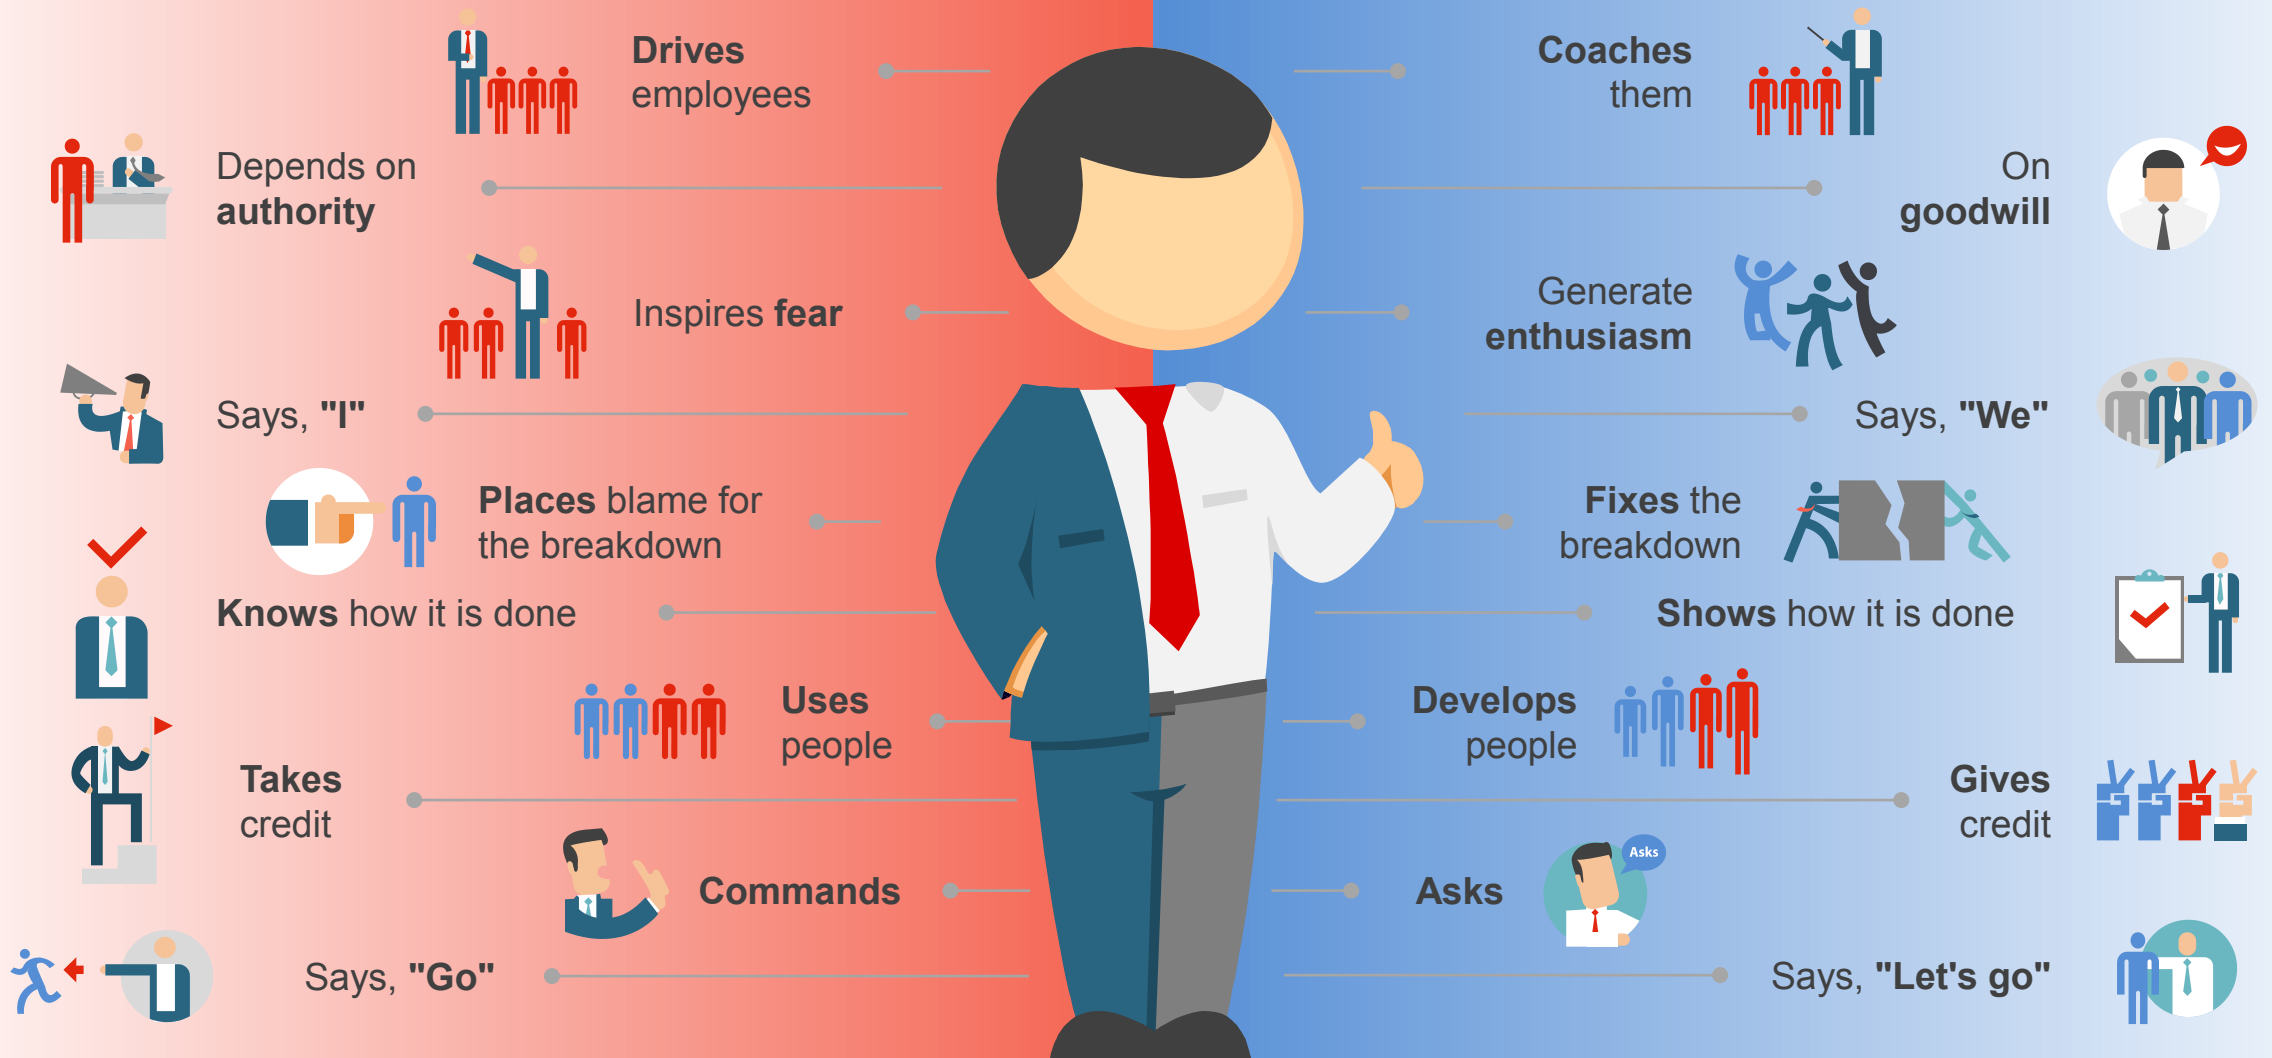 Drives
employees
Coaches
them
Depends on
authority
On
goodwill
Inspires fear
Generate
enthusiasm
Says, "I"
Says, "We"
Places blame for
the breakdown
Fixes the
breakdown
Knows how it is done
Shows how it is done
Uses
people
Develops
people
Takes
credit
Gives
credit
Commands
Asks
Asks
Says, "Go"
Says, "Let's go"